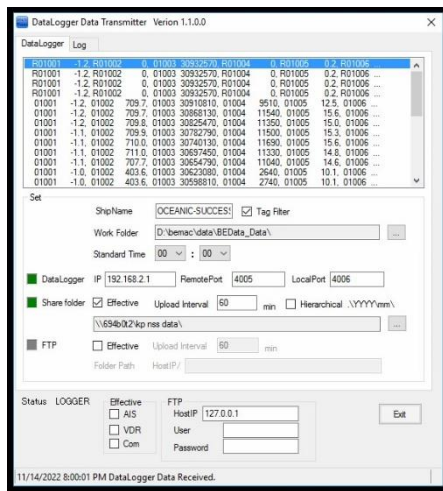 DataLogger Data Transmitter Verion 1.1.0.0
DataLogger Log
R01001 -1.2, R01002 0, 01003 30932570, R01004 0, R01005 0.2, R01006 ...
R01001 -1.2, R01002 0, 01003 30932570, R01004 0, R01005 0.2, R01006 ...
R01001 -1.2, R01002 0, 01003 30932570, R01004 0, R01005 0.2, R01006 ...
R01001 -1.2, R01002 0, 01003 30932570, R01004 0, R01005 0.2, R01006 ...
01001 -1.2, 01002 709.7, 01003 30910810, 01004 9510, 01005 12.5, 01006 ...
01001 -1.2, 01002 709.7, 01003 30868130, 01004 11540, 01005 15.6, 01006 ...
01001 -1.2, 01002 709.8, 01003 30825470, 01004 11350, 01005 15.0, 01006 ...
01001 -1.1, 01002 709.9, 01003 30782790, 01004 11500, 01005 15.3, 01006 ...
01001 -1.1, 01002 710.0, 01003 30740130, 01004 11690, 01005 15.6, 01006 ...
01001 -1.1, 01002 711.0, 01003 30697450, 01004 11330, 01005 14.8, 01006 ...
01001 -1.1, 01002 707.7, 01003 30654790, 01004 11040, 01005 14.6, 01006 ...
01001 -1.0, 01002 403.6, 01003 30623080, 01004 2640, 01005 10.1, 01006 ...
01001 -1.0, 01002 403.6, 01003 30598810, 01004 2740, 01005 10.1, 01006 ...
Set
ShipName OCEANIC-SUCCESS Tag Filter
Work Folder D:\bemac\data\BEData_Data\ ...
Standard Time 00 : 00
DataLogger IP 192.168.2.1 RemotePort 4005 LocalPort 4006
Share folder Effective Upload Interval 60 min Hierarchical .\YYYY\mm\
\\694b0t2\kp nss data\ ...
FTP Effective Upload Interval 60 min
Folder Path HostIP/
Status LOGGER Effective FTP
AIS HostIP 127.0.0.1 Exit
VDR User
Com Password
11/14/2022 8:00:01 PM DataLogger Data Received.